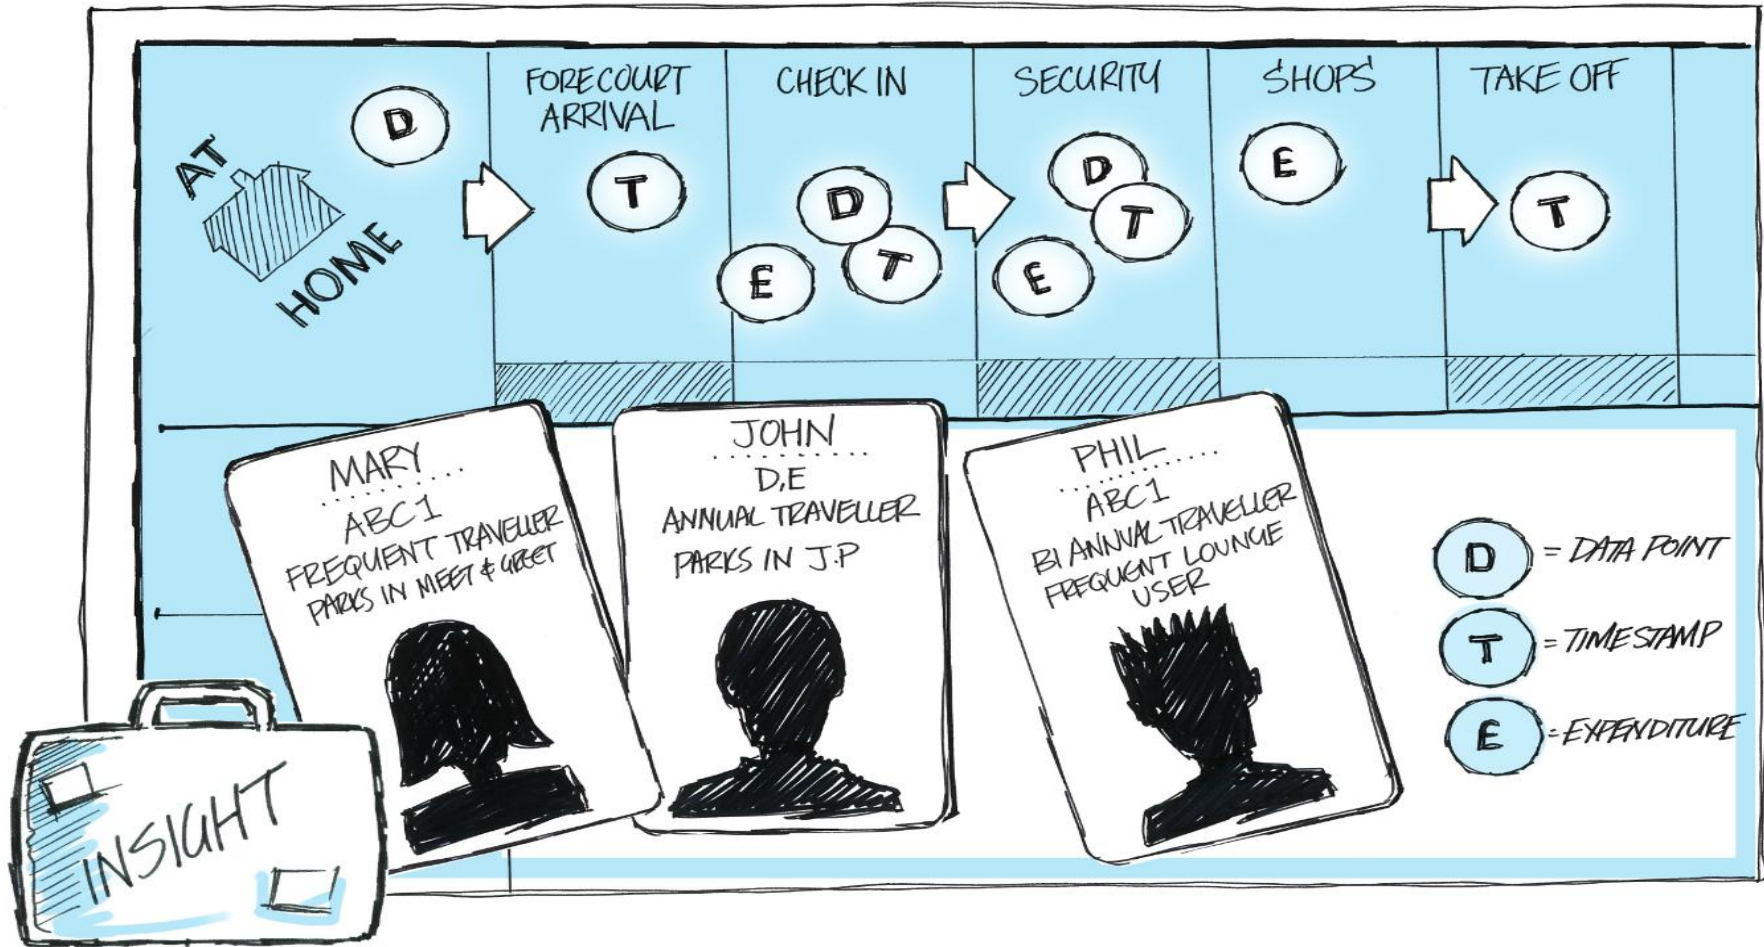 AT
HOME
D
FORECOURT
ARRIVAL
T
CHECK IN
D
T
E
SECURITY
D
T
E
SHOPS
E
TAKE OFF
T
MARY
ABC1
FREQUENT TRAVELLER
PARKS IN MEET & GREET
JOHN
D,E
ANNUAL TRAVELLER
PARKS IN J.P
PHIL
ABC1
BI ANNUAL TRAVELLER
FREQUENT LOUNGE
USER
D = DATA POINT
T = TIMESTAMP
E = EXPENDITURE
INSIGHT